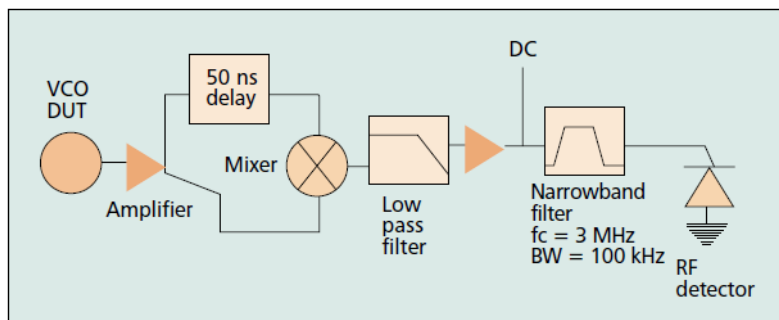 VCO
DUT
Amplifier
50 ns
delay
Mixer
Low
pass
filter
DC
Narrowband
filter
fc = 3 MHz
BW = 100 kHz
RF
detector